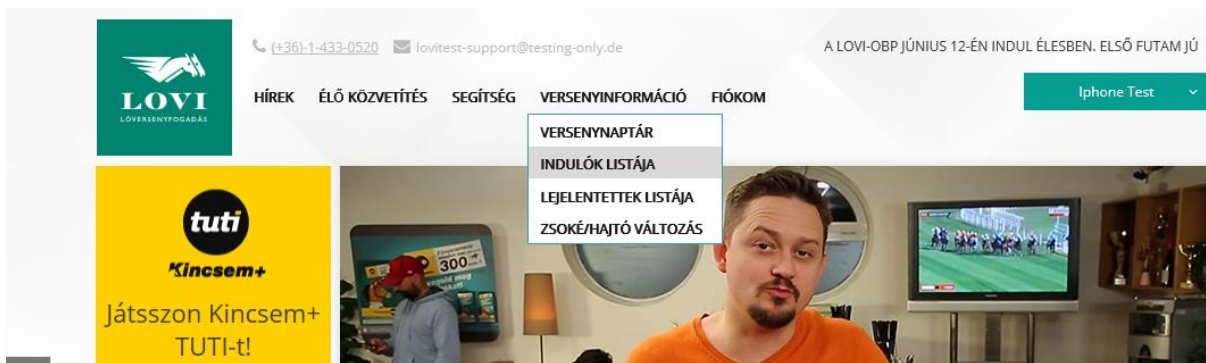 (+36)-1-433-0520 lovitest-support@testing-only.de
A LOVI-OBP JÚNIUS 12-ÉN INDUL ÉLESBEN. ELSŐ FUTAM JÚ
LOVI
LÓVERSENYFOGADÁS
HÍREK ÉLŐ KÖZVETÍTÉS SEGÍTSÉG VERSENYINFORMÁCIÓ FIÓKOM
Iphone Test
VERSENYNAPTÁR
INDULÓK LISTÁJA
LEJELENTETTEK LISTÁJA
ZSOKÉ/HAJTÓ VÁLTOZÁS
tuti
Kincsem+
Játsszon Kincsem+
TUTI-t!
300